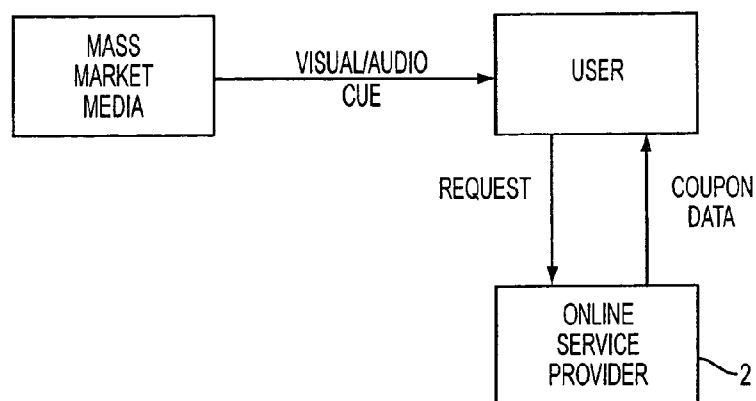 MASS
MARKET
MEDIA
VISUAL/AUDIO
CUE
USER
REQUEST
COUPON
DATA
ONLINE
SERVICE
PROVIDER
2